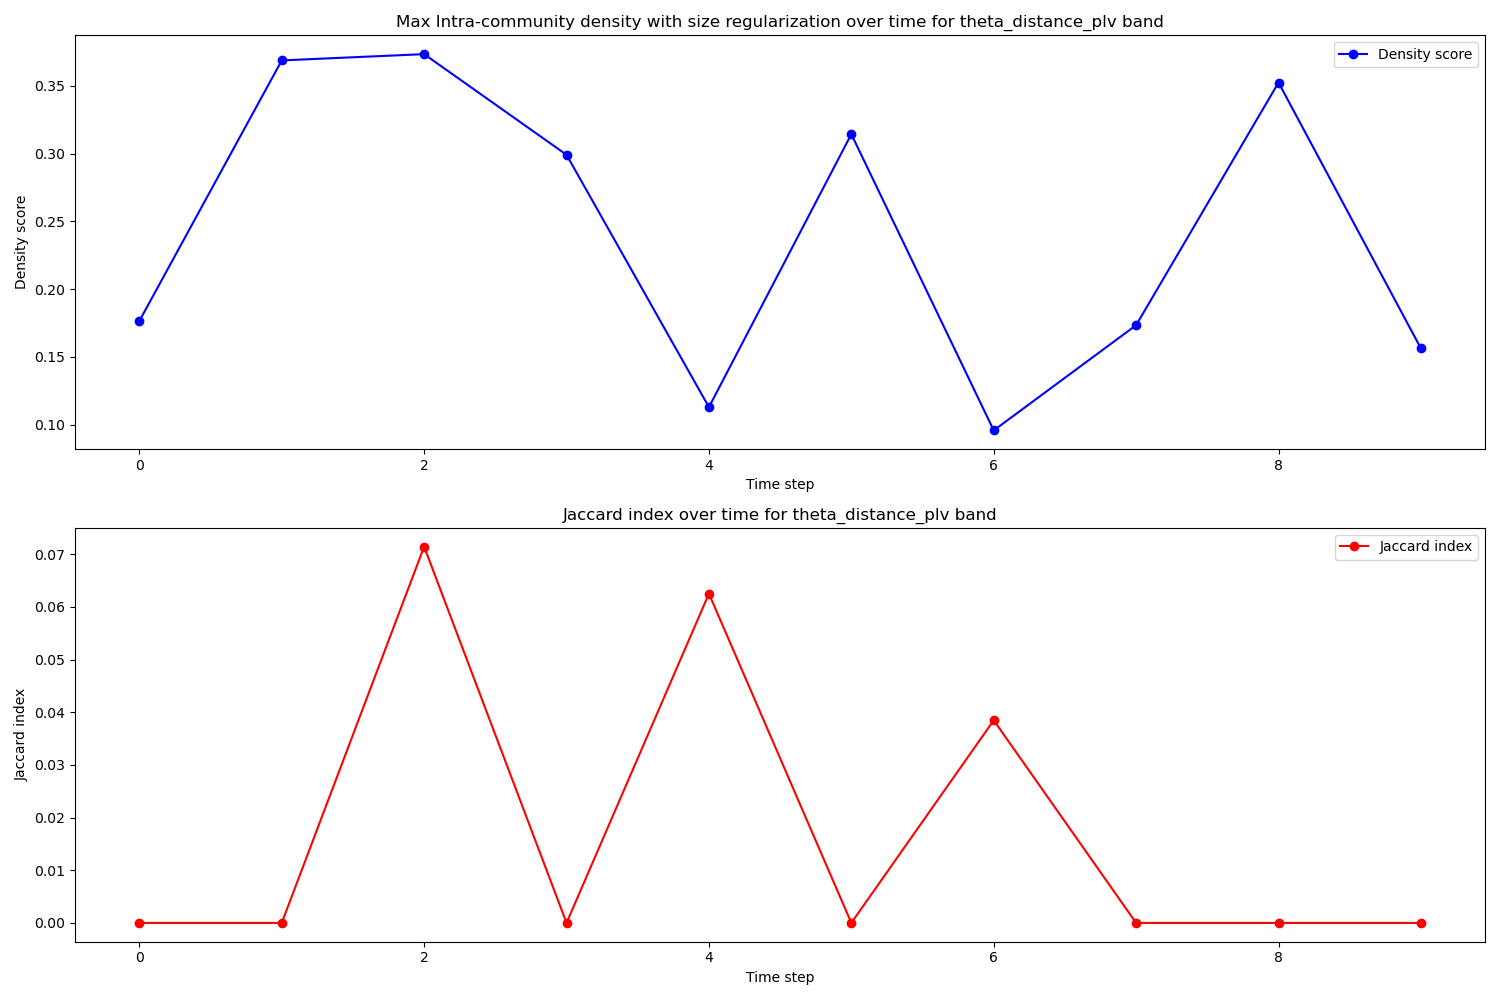 Max Intra-community density with size regularization over time for theta_distance_plv band
Density score
0.35
0.30
0.25
0.20
0.15
0.10
Density score
0 2 4 6 8
Time step
Jaccard index over time for theta_distance_plv band
Jaccard index
0.07
0.06
0.05
0.04
0.03
0.02
0.01
0.00
Jaccard index
0 2 4 6 8
Time step